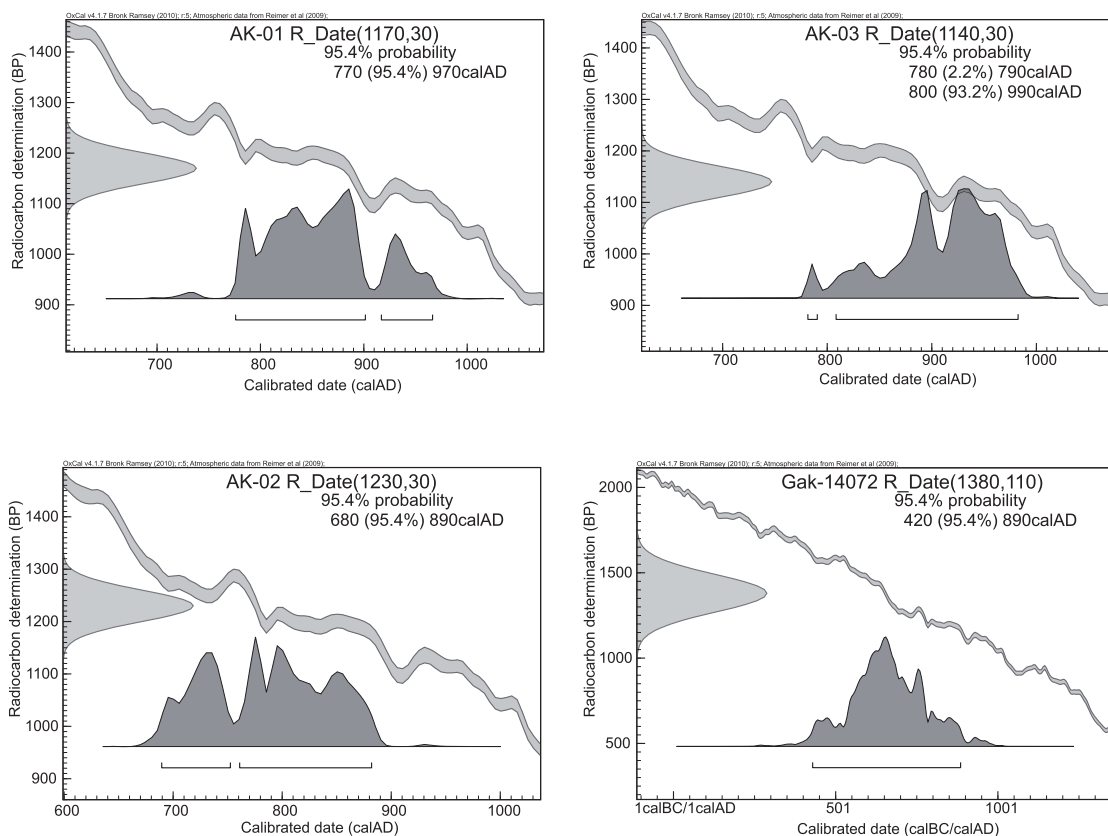 OxCal v4.1.7 Bronk Ramsey (2010); r:5; Atmospheric data from Reimer et al (2009);
AK-01 R_Date(1170,30)
95.4% probability
770 (95.4%) 970calAD
Radiocarbon determination (BP)
1400
1300
1200
1100
1000
900
700 800 900 1000
Calibrated date (calAD)
OxCal v4.1.7 Bronk Ramsey (2010); r:5; Atmospheric data from Reimer et al (2009);
AK-03 R_Date(1140,30)
95.4% probability
780 (2.2%) 790calAD
800 (93.2%) 990calAD
Radiocarbon determination (BP)
1400
1300
1200
1100
1000
900
700 800 900 1000
Calibrated date (calAD)
OxCal v4.1.7 Bronk Ramsey (2010); r:5; Atmospheric data from Reimer et al (2009);
AK-02 R_Date(1230,30)
95.4% probability
680 (95.4%) 890calAD
Radiocarbon determination (BP)
1400
1300
1200
1100
1000
900
600 700 800 900 1000
Calibrated date (calAD)
OxCal v4.1.7 Bronk Ramsey (2010); r:5; Atmospheric data from Reimer et al (2009);
Gak-14072 R_Date(1380,110)
95.4% probability
420 (95.4%) 890calAD
Radiocarbon determination (BP)
2000
1500
1000
500
1calBC/1calAD 501 1001
Calibrated date (calBC/calAD)